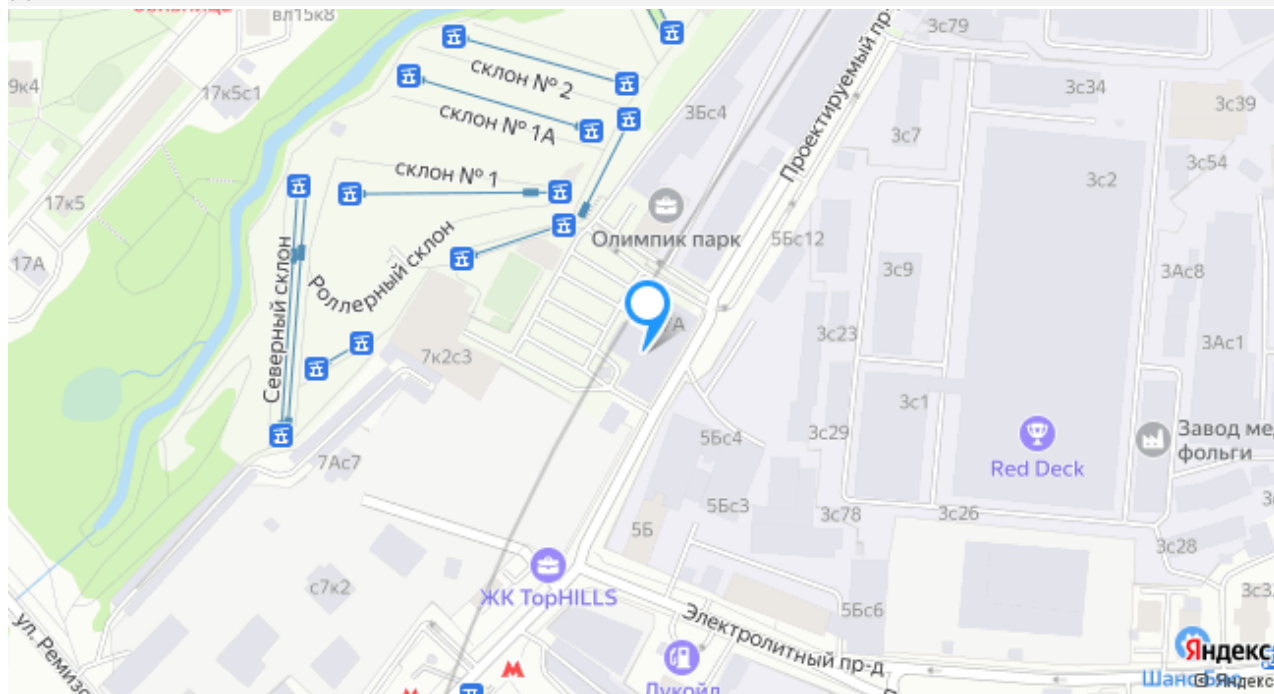 вл15к8
3с79
9к4
17к5с1
склон № 2
3с34
3с39
склон № 1А
3Бс4
3с7
Проектируемый пр-
3с54
склон № 1
3с2
17к5
Олимпик парк
5Бс12
17А
Роллерный склон
3с9
3Ас8
Северный склон
3с23
7к2с3
3Ас1
3с1
5Бс4
3с29
Red Deck
Завод ме
фольги
7Ас7
5Бс3
5Б
3с78
3с26
3с28
с7к2
ЖК TopHILLS
3с3
5Бс6
Электролитный пр-д
ул. Ремизо
Яндекс
Лукойл
© Яндекс